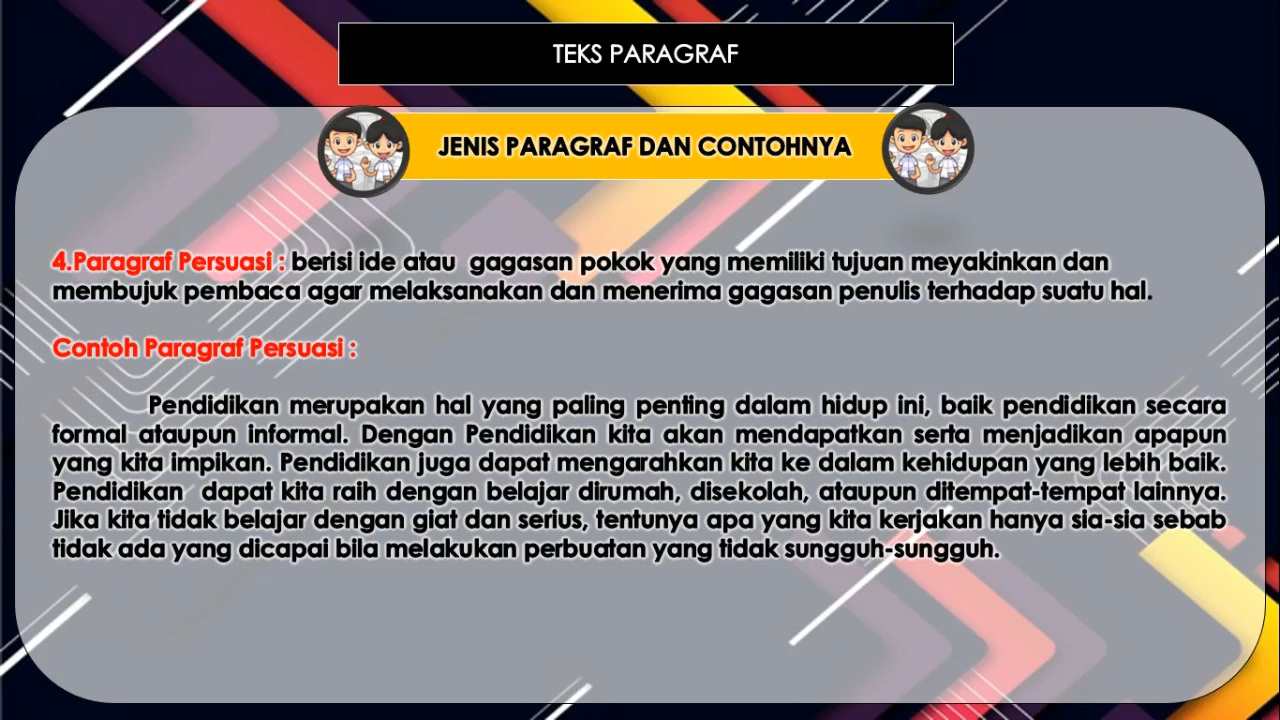 TEKS PARAGRAF
JENIS PARAGRAF DAN CONTOHNYA
4.Paragraf Persuasi : berisi ide atau  gagasan pokok yang memiliki tujuan meyakinkan dan
membujuk pembaca agar melaksanakan dan menerima gagasan penulis terhadap suatu hal.
Contoh Paragraf Persuasi :
Pendidikan merupakan hal yang paling penting dalam hidup ini, baik pendidikan secara
formal ataupun informal. Dengan Pendidikan kita akan mendapatkan serta menjadikan apapun
yang kita impikan. Pendidikan juga dapat mengarahkan kita ke dalam kehidupan yang lebih baik.
Pendidikan  dapat kita raih dengan belajar dirumah, disekolah, ataupun ditempat-tempat lainnya.
Jika kita tidak belajar dengan giat dan serius, tentunya apa yang kita kerjakan hanya sia-sia sebab
tidak ada yang dicapai bila melakukan perbuatan yang tidak sungguh-sungguh.